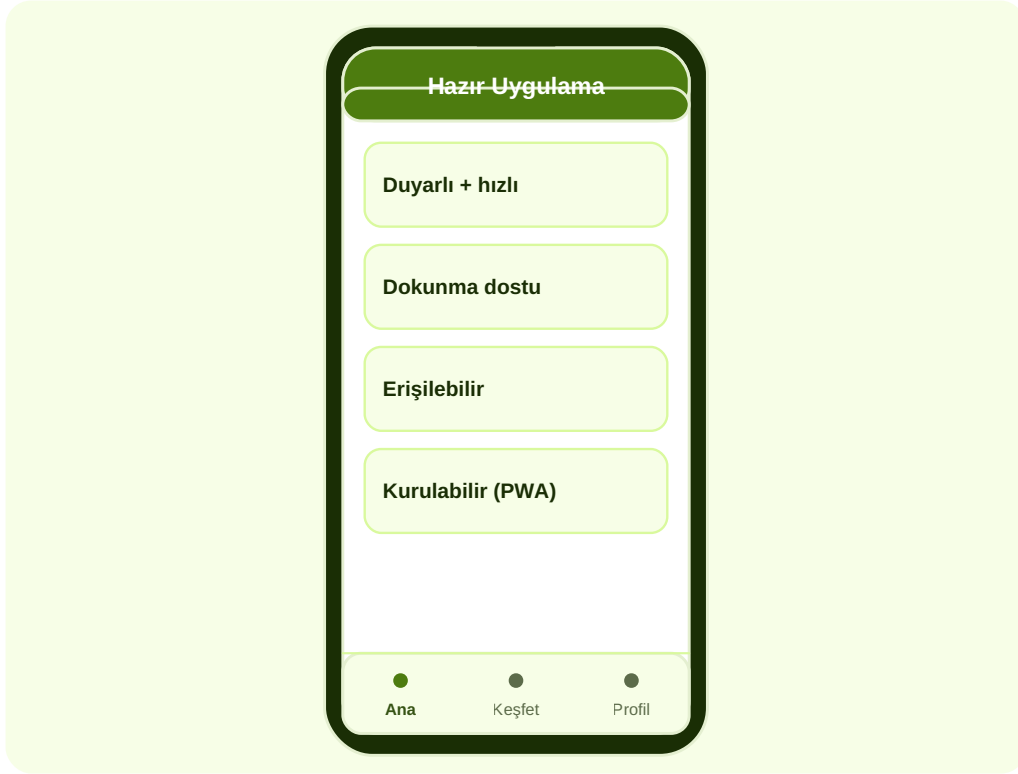 Hazır Uygulama
Duyarlı + hızlı
Dokunma dostu
Erişilebilir
Kurulabilir (PWA)
Ana Keşfet Profil